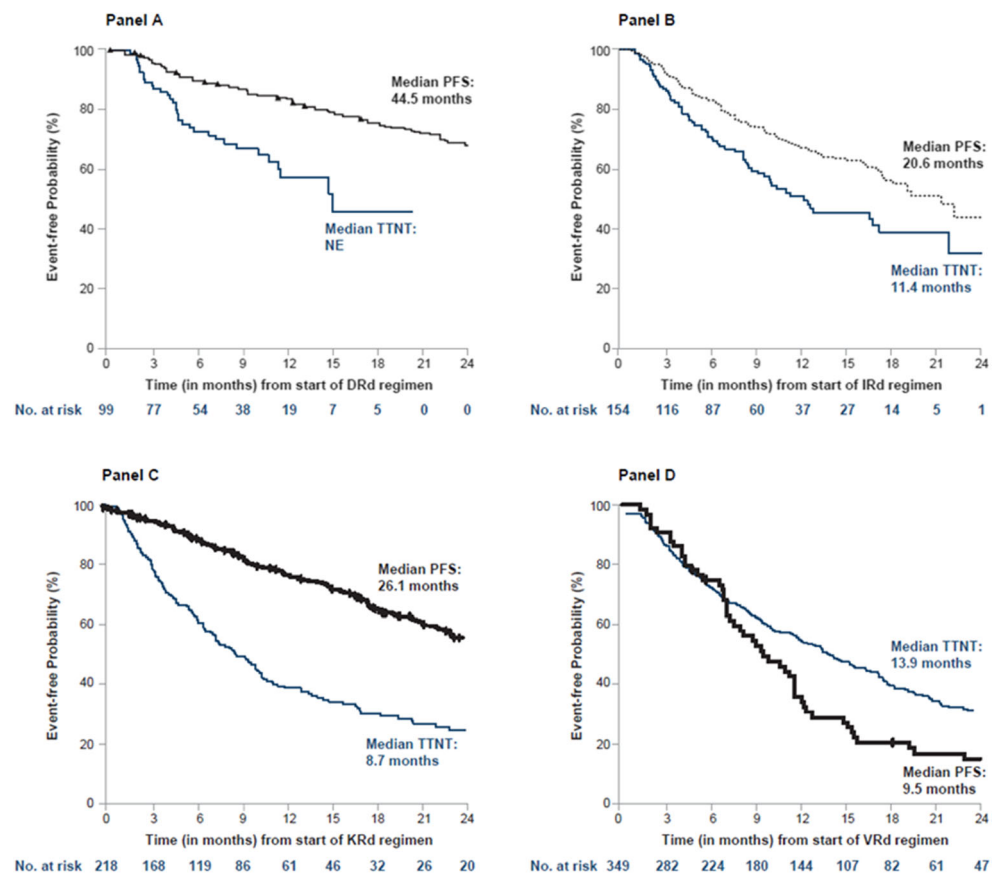 Panel A
Event-free Probability (%)
100
80
60
40
20
0
Median PFS:
44.5 months
Median TTNT:
NE
0 3 6 9 12 15 18 21 24
Time (in months) from start of DRd regimen
No. at risk 99 77 54 38 19 7 5 0 0
Panel B
Event-free Probability (%)
100
80
60
40
20
0
Median PFS:
20.6 months
Median TTNT:
11.4 months
0 3 6 9 12 15 18 21 24
Time (in months) from start of IRd regimen
No. at risk 154 116 87 60 37 27 14 5 1
Panel C
Event-free Probability (%)
100
80
60
40
20
0
Median PFS:
26.1 months
Median TTNT:
8.7 months
0 3 6 9 12 15 18 21 24
Time (in months) from start of KRd regimen
No. at risk 218 168 119 86 61 46 32 26 20
Panel D
Event-free Probability (%)
100
80
60
40
20
0
Median TTNT:
13.9 months
Median PFS:
9.5 months
0 3 6 9 12 15 18 21 24
Time (in months) from start of VRd regimen
No. at risk 349 282 224 180 144 107 82 61 47